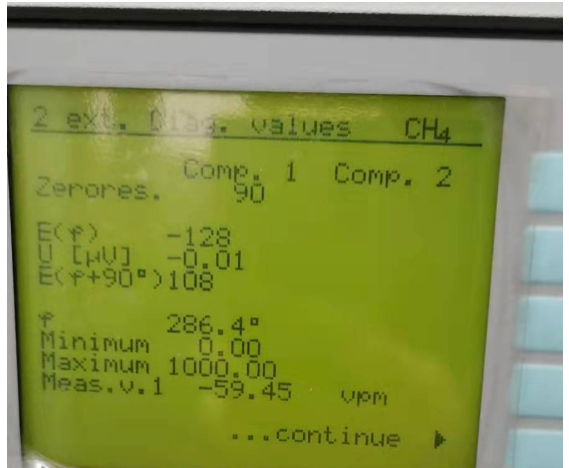 2 ext. Diag. values CH4
Comp. 1 Comp. 2
Zerores. 90
E(φ) -128
U [µV] -0.01
E(φ+90°)108
φ 286.4°
Minimum 0.00
Maximum 1000.00
Meas.v.1 -59.45 vpm
...continue